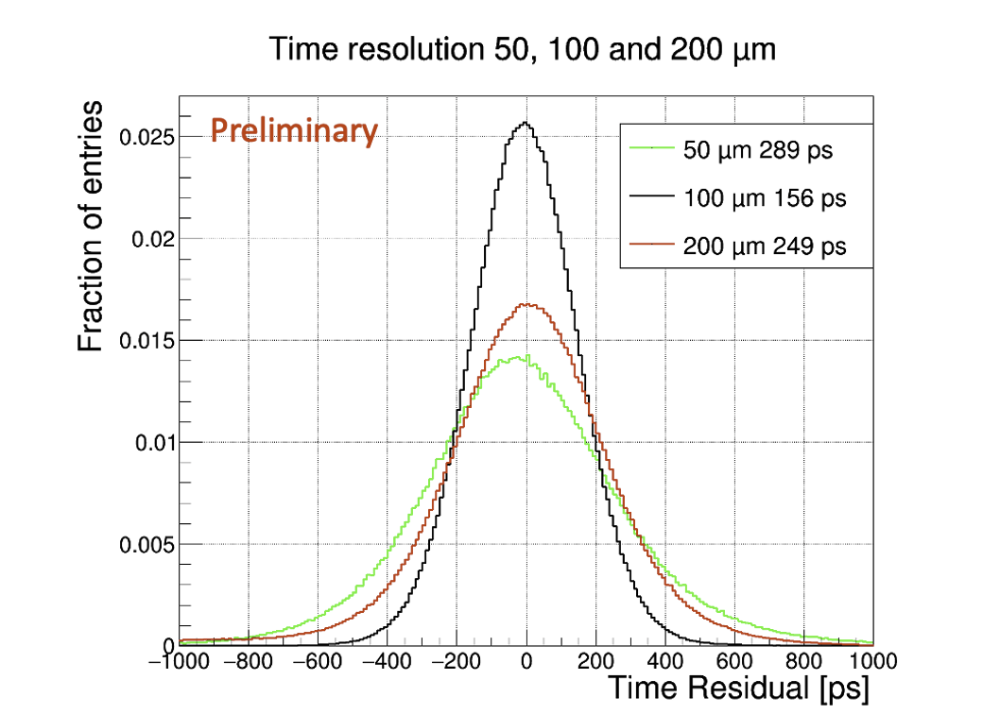 Time resolution 50, 100 and 200 μm
Preliminary
50 μm 289 ps
100 μm 156 ps
200 μm 249 ps
Fraction of entries
0.025
0.02
0.015
0.01
0.005
0
−1000 −800 −600 −400 −200 0 200 400 600 800 1000
Time Residual [ps]